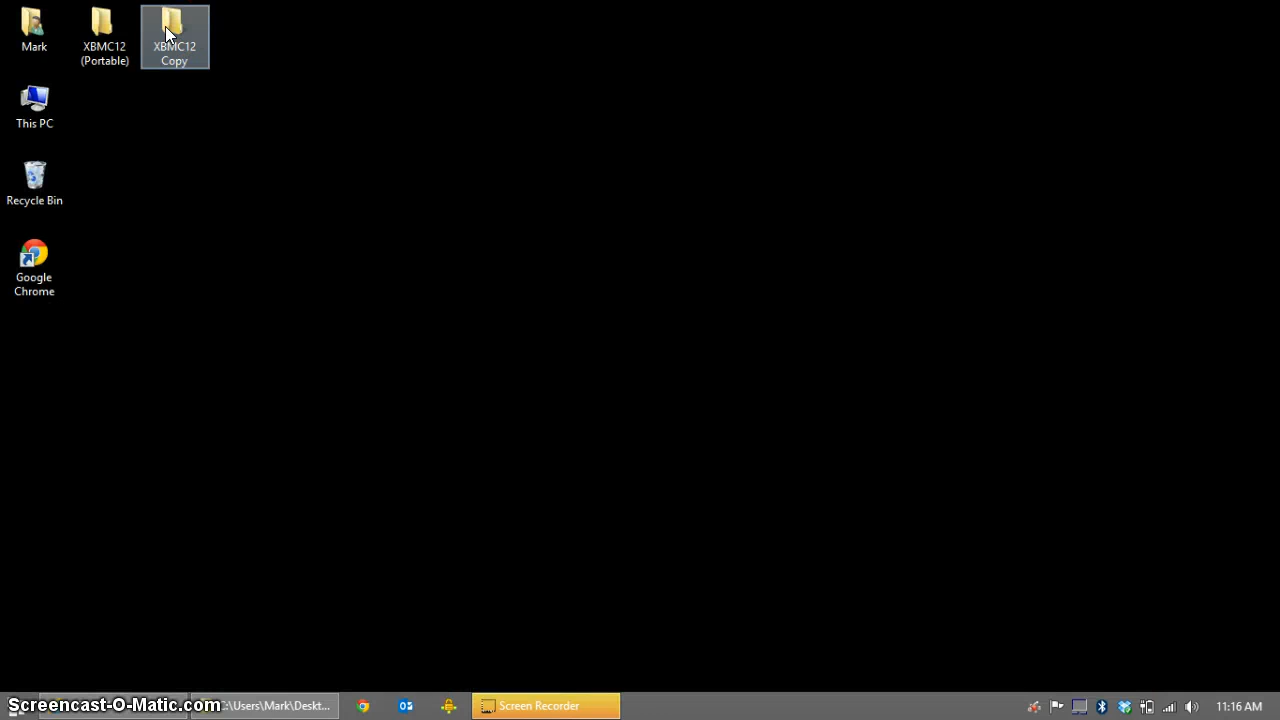 Mark
XBMC12
(Portable)
XBMC12
Copy
This PC
Recycle Bin
Google
Chrome
Screencast-O-Matic.com
C:\Users\Mark\Deskt...
Screen Recorder
11:16 AM